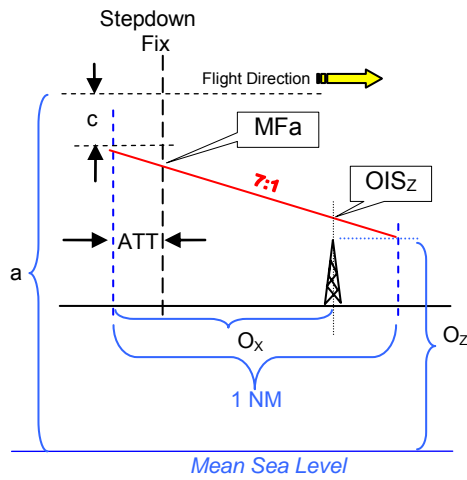 Stepdown
Fix
Flight Direction
c
MFa
7:1
OISZ
ATT
a
OX
OZ
1 NM
Mean Sea Level